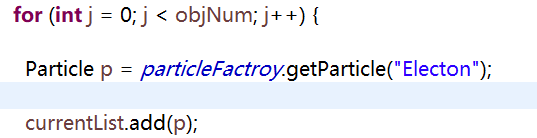 for (int j = 0; j < objNum; j++) {
Particle p = particleFactroy.getParticle("Electon");
currentList.add(p);